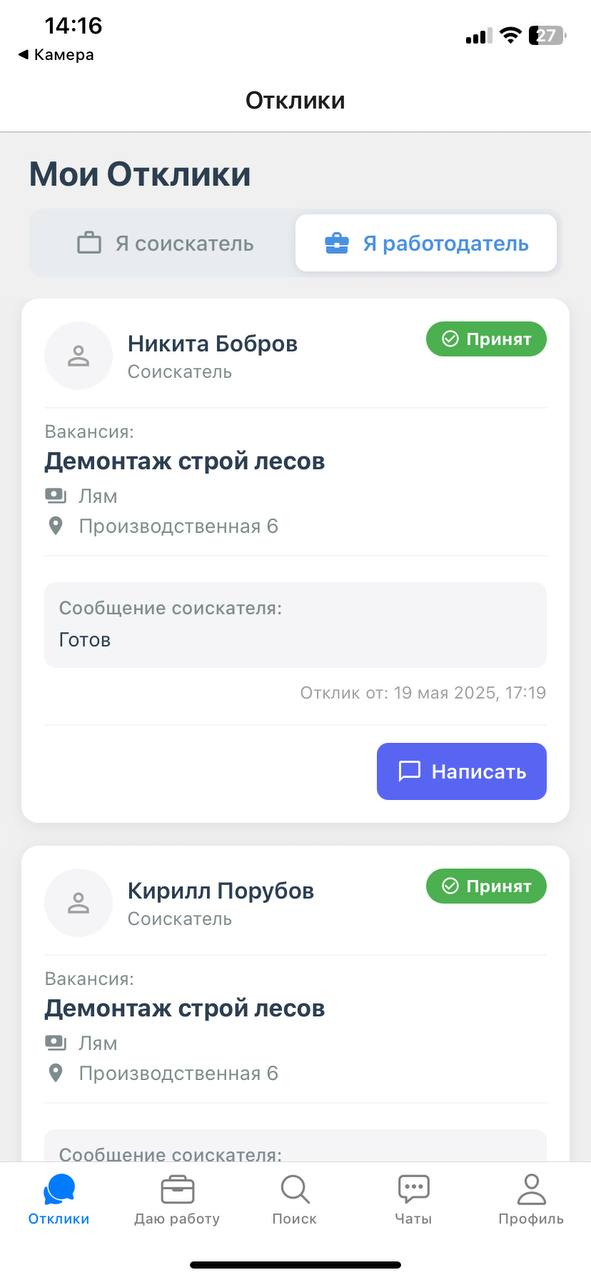 14:16
27
◀ Камера
Отклики
Мои Отклики
Я соискатель
Я работодатель
Никита Бобров
Принят
Соискатель
Вакансия:
Демонтаж строй лесов
Лям
Производственная 6
Сообщение соискателя:
Готов
Отклик от: 19 мая 2025, 17:19
Написать
Кирилл Порубов
Принят
Соискатель
Вакансия:
Демонтаж строй лесов
Лям
Производственная 6
Сообщение соискателя:
Отклики
Даю работу
Поиск
Чаты
Профиль